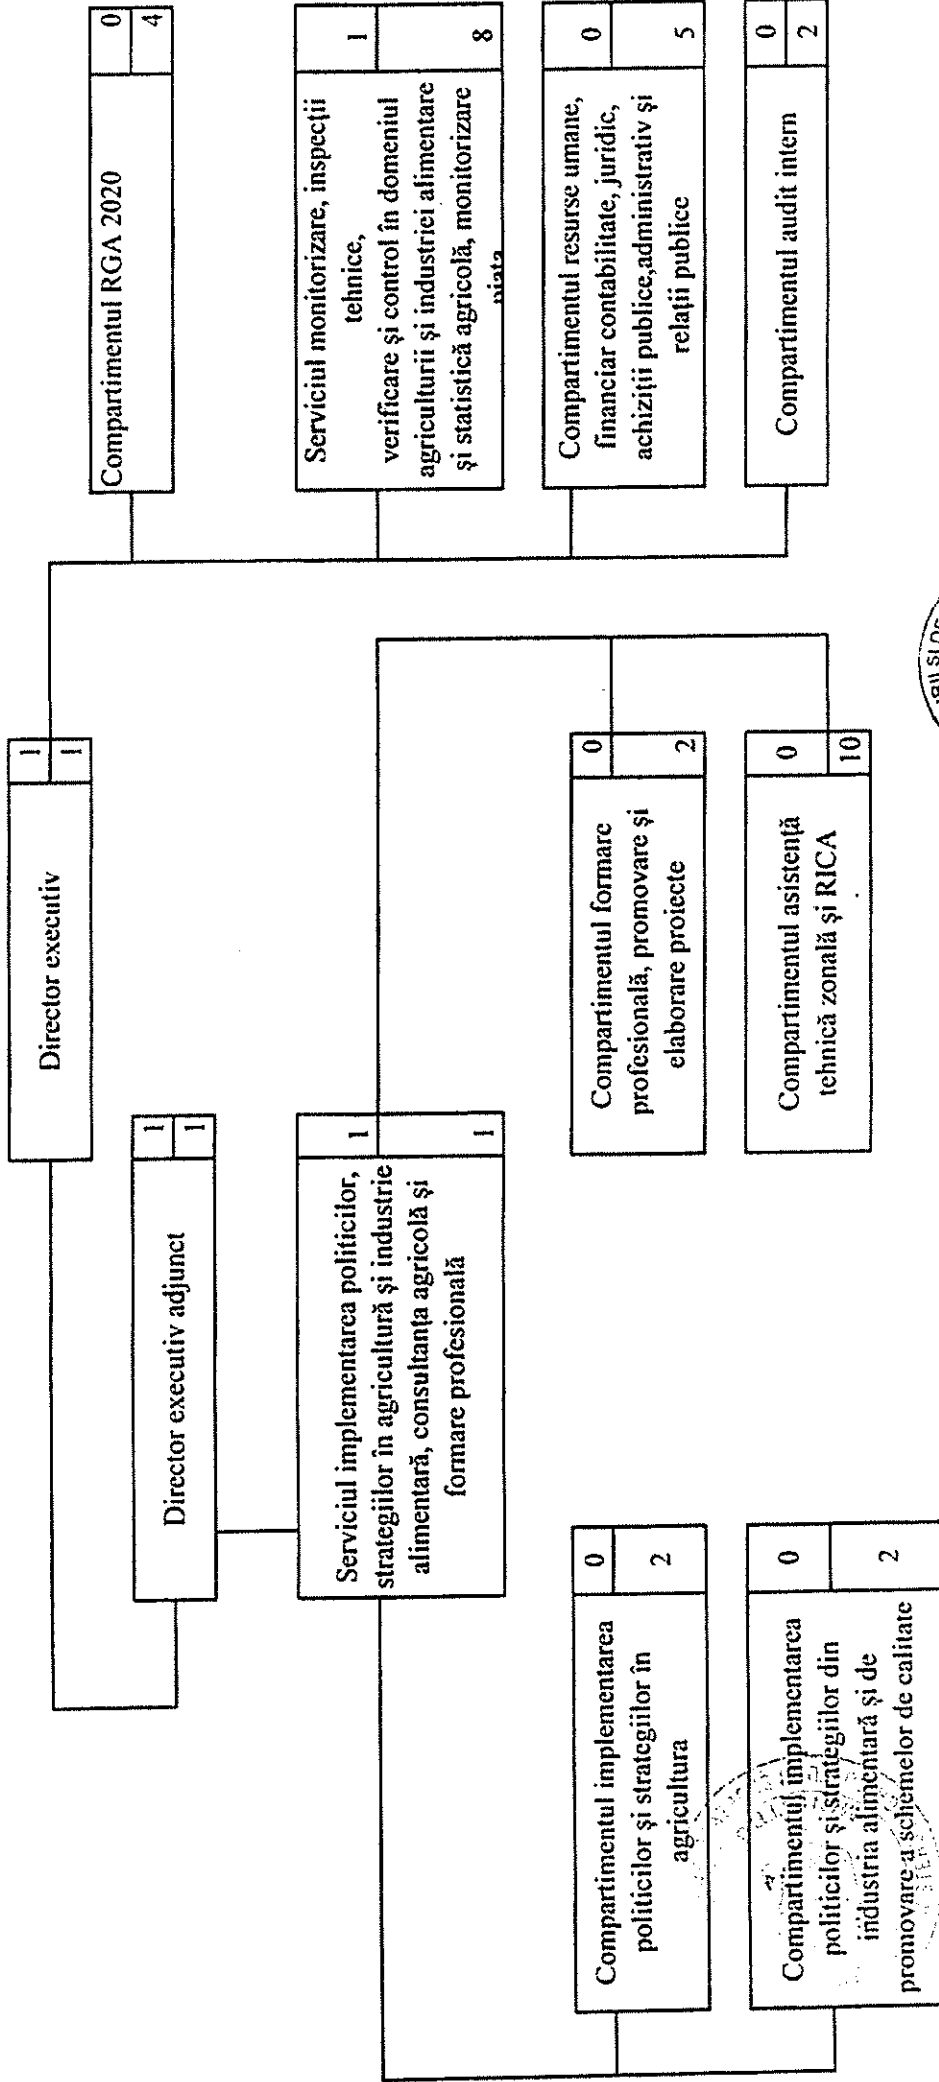 Director executiv
1
1
Director executiv adjunct
1
1
Compartimentul RGA 2020
0
4
Serviciul implementarea politicilor,
strategiilor în agricultură și industrie
alimentară, consultanța agricolă și
formare profesională
1
1
Serviciul monitorizare, inspecții
tehnice,
verificare și control în domeniul
agriculturii și industriei alimentare
și statistică agricolă, monitorizare
piata
1
8
Compartimentul implementarea
politicilor și strategiilor în
agricultura
0
2
Compartimentul formare
profesională, promovare și
elaborare proiecte
0
2
Compartimentul resurse umane,
financiar contabilitate, juridic,
achiziții publice,administrativ și
relații publice
0
5
Compartimentul implementarea
politicilor și strategiilor din
industria alimentară și de
promovare a schemelor de calitate
0
2
Compartimentul asistență
tehnică zonală și RICA
0
10
Compartimentul audit intern
0
2